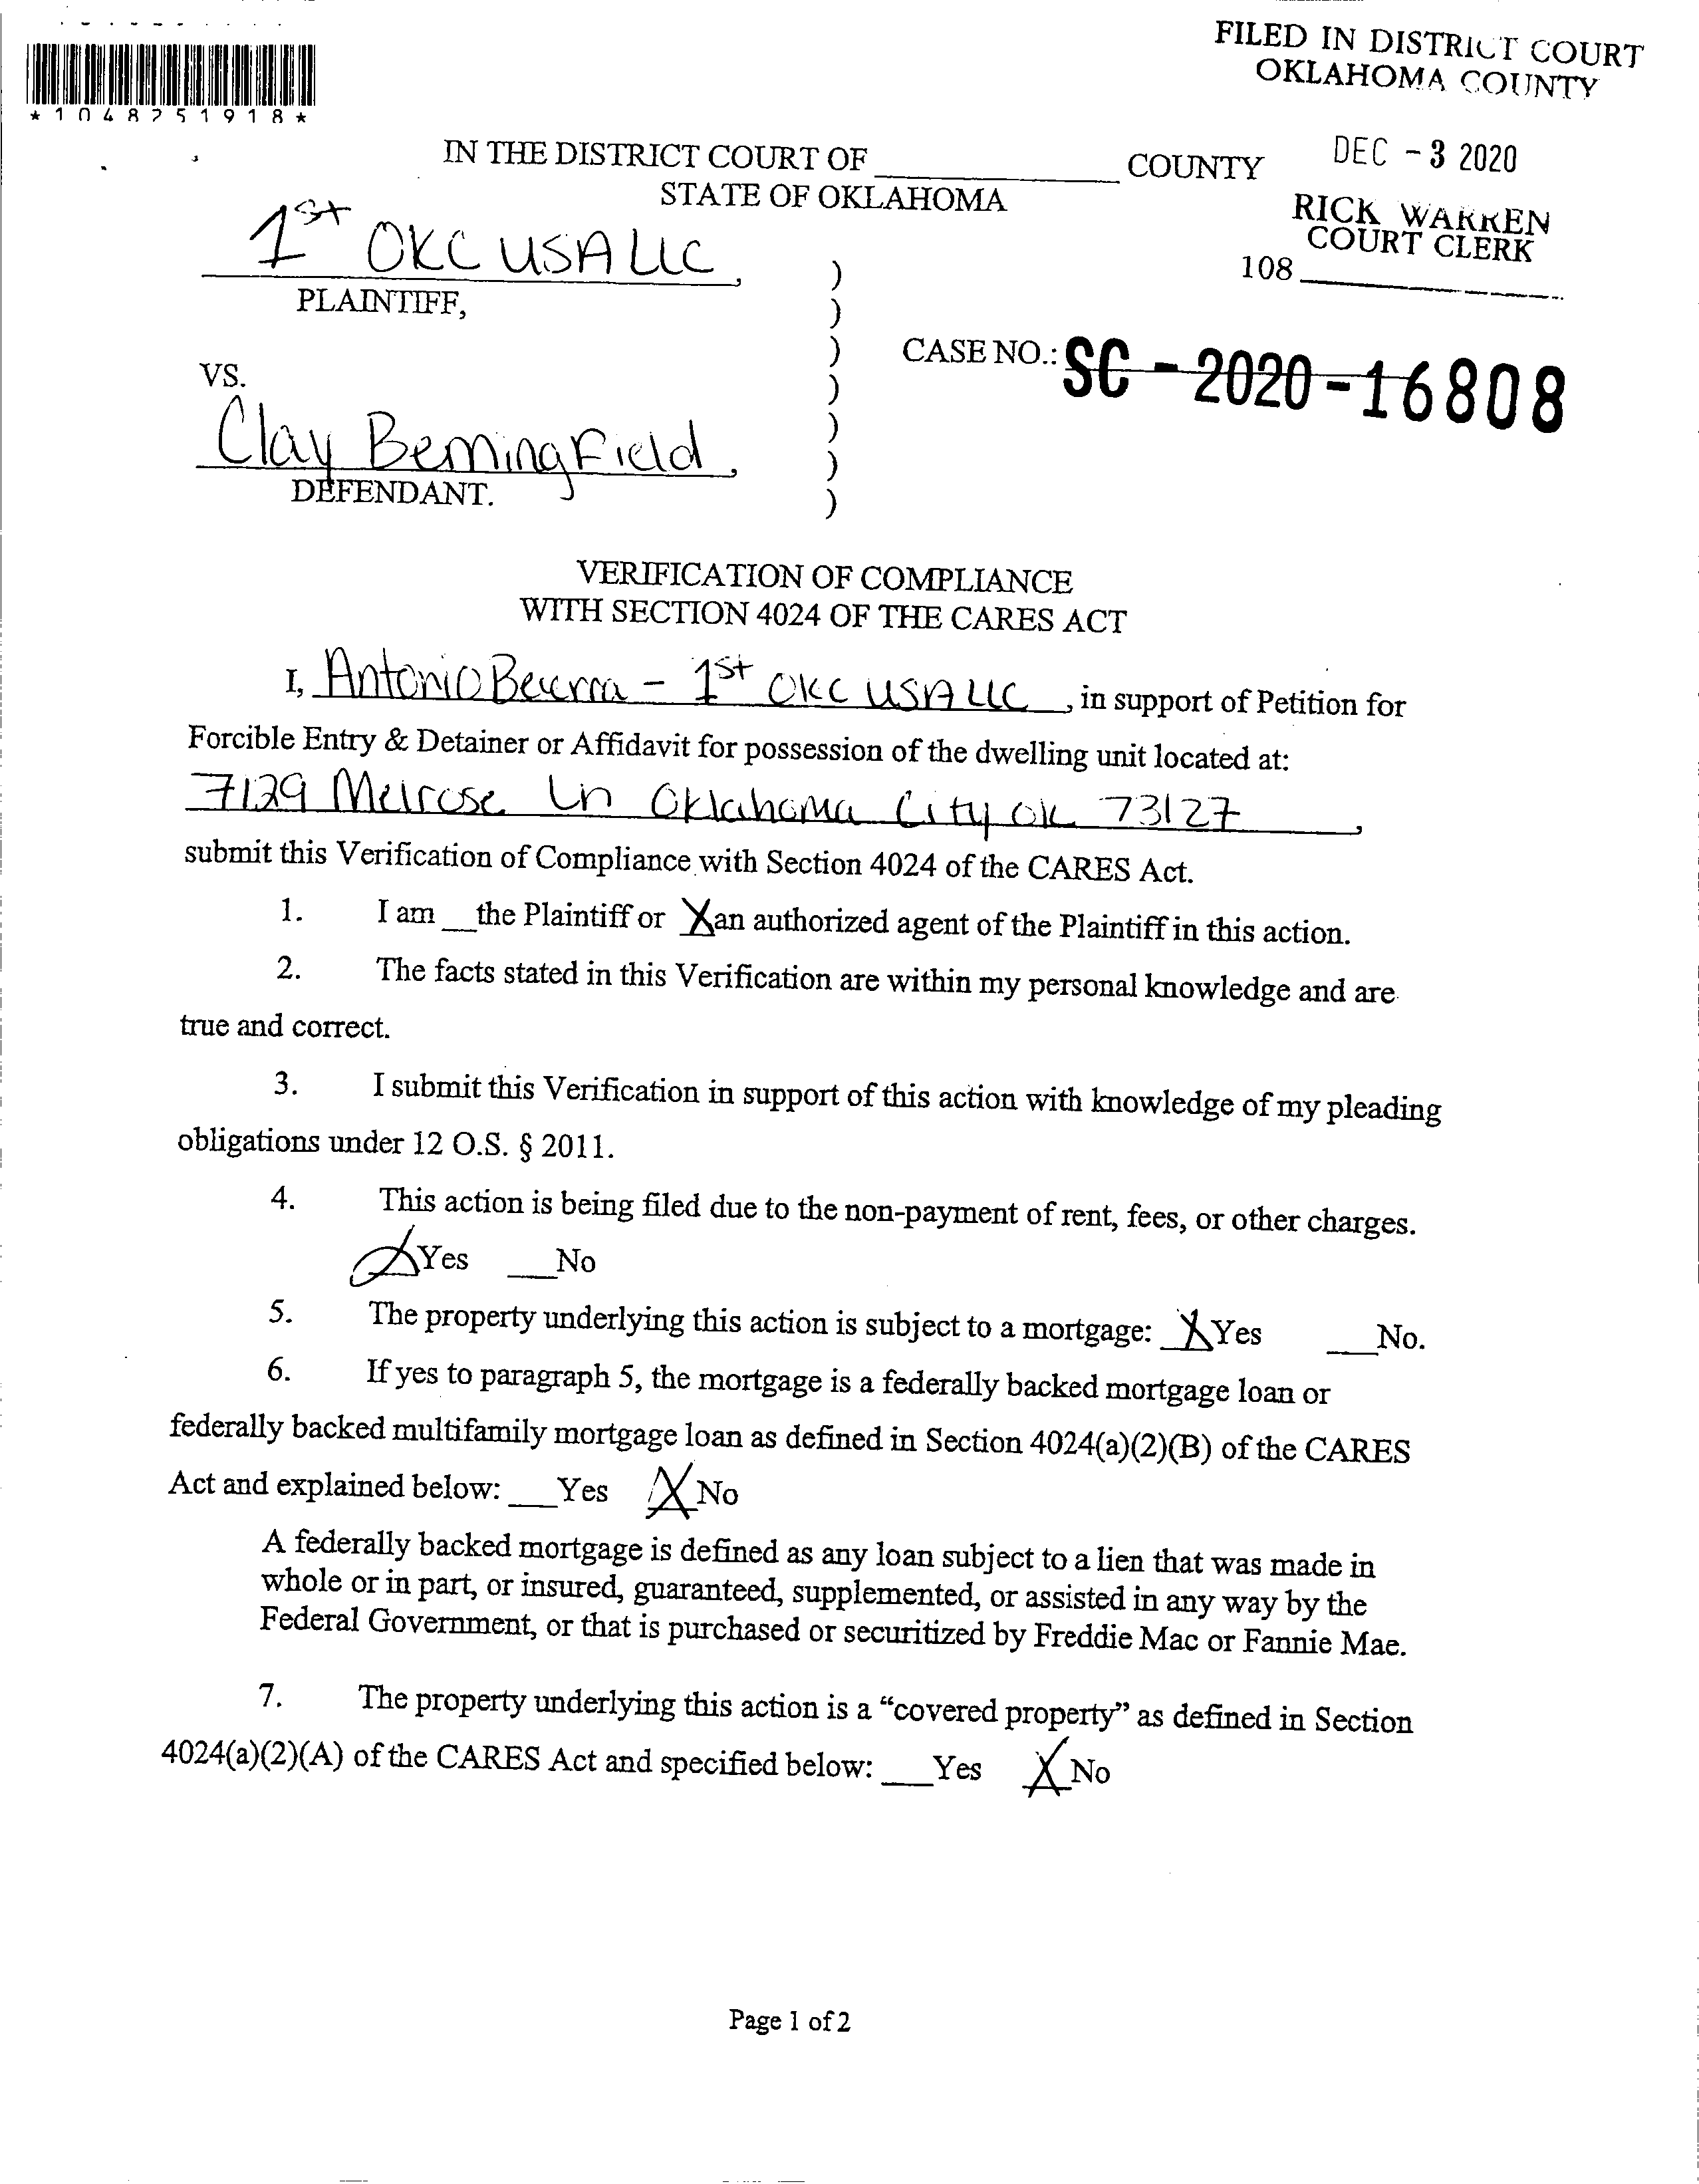 FILED IN DISTRICT COURT
OKLAHOMA COUNTY
*1048251918*
DEC - 3 2020
IN THE DISTRICT COURT OF ____ COUNTY
STATE OF OKLAHOMA
RICK WARREN
COURT CLERK
108
1st OKC USA LLC,
PLAINTIFF,
VS.
CASE NO.: SC - 2020 - 16808
Clay
DEFENDANT.
VERIFICATION OF COMPLIANCE
WITH SECTION 4024 OF THE CARES ACT
I, Antonio Becerra - 1st OKC USA LLC, in support of Petition for
Forcible Entry & Detainer or Affidavit for possession of the dwelling unit located at:
7129 Melrose Ln Oklahoma City OK 73127,
submit this Verification of Compliance with Section 4024 of the CARES Act.
1. I am __the Plaintiff or X an authorized agent of the Plaintiff in this action.
2. The facts stated in this Verification are within my personal knowledge and are
true and correct.
3. I submit this Verification in support of this action with knowledge of my pleading
obligations under 12 O.S. § 2011.
4. This action is being filed due to the non-payment of rent, fees, or other charges.
X Yes ___No
5. The property underlying this action is subject to a mortgage: X Yes ___No.
6. If yes to paragraph 5, the mortgage is a federally backed mortgage loan or
federally backed multifamily mortgage loan as defined in Section 4024(a)(2)(B) of the CARES
Act and explained below: ___Yes X No
A federally backed mortgage is defined as any loan subject to a lien that was made in
whole or in part, or insured, guaranteed, supplemented, or assisted in any way by the
Federal Government, or that is purchased or securitized by Freddie Mac or Fannie Mae.
7. The property underlying this action is a “covered property” as defined in Section
4024(a)(2)(A) of the CARES Act and specified below: ___Yes X No
Page 1 of 2